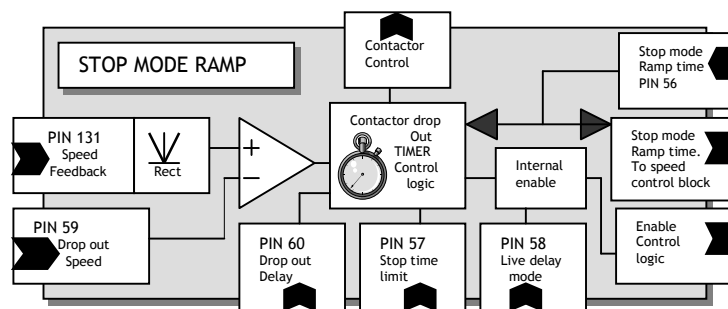 STOP MODE RAMP
Contactor
Control
Stop mode
Ramp time
PIN 56
PIN 131
Speed
Feedback
Rect
+
−
Contactor drop
Out
TIMER
Control
logic
Internal
enable
Stop mode
Ramp time.
To speed
control block
PIN 59
Drop out
Speed
PIN 60
Drop out
Delay
PIN 57
Stop time
limit
PIN 58
Live delay
mode
Enable
Control
logic